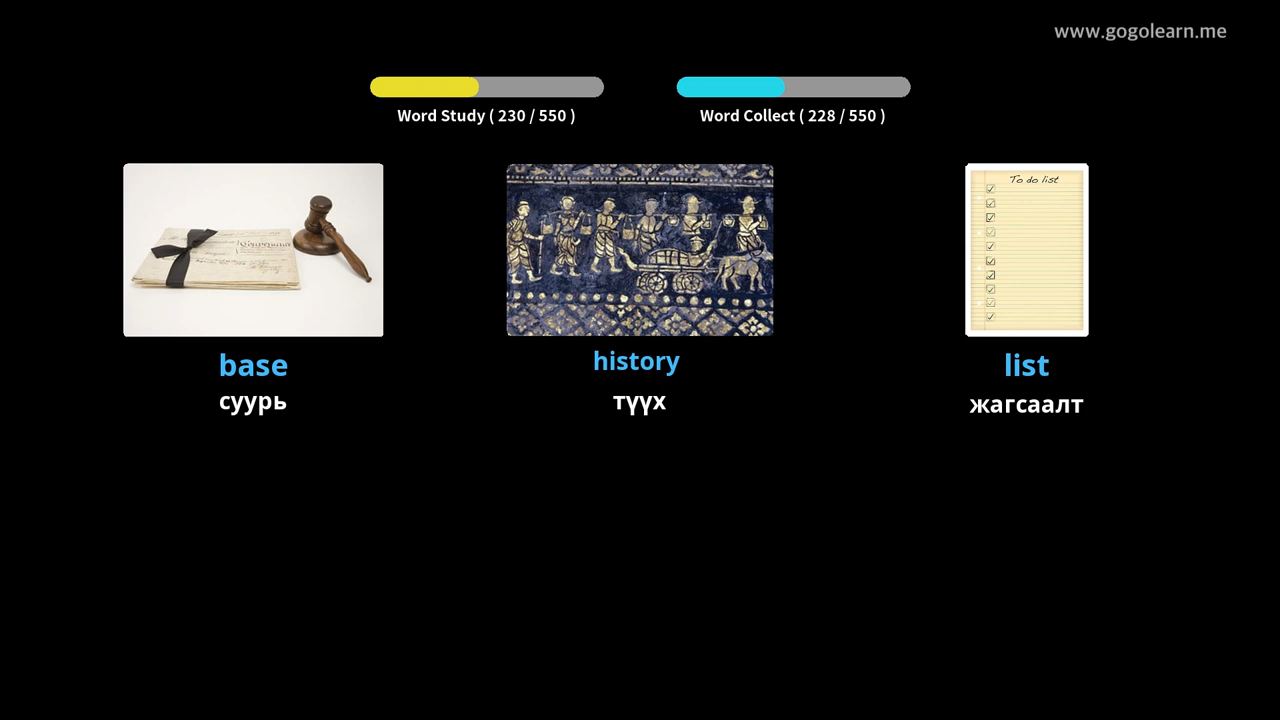 www.gogolearn.me
Word Study ( 230 / 550 )
Word Collect ( 228 / 550 )
To do list
base
history
list
суурь
түүх
жагсаалт